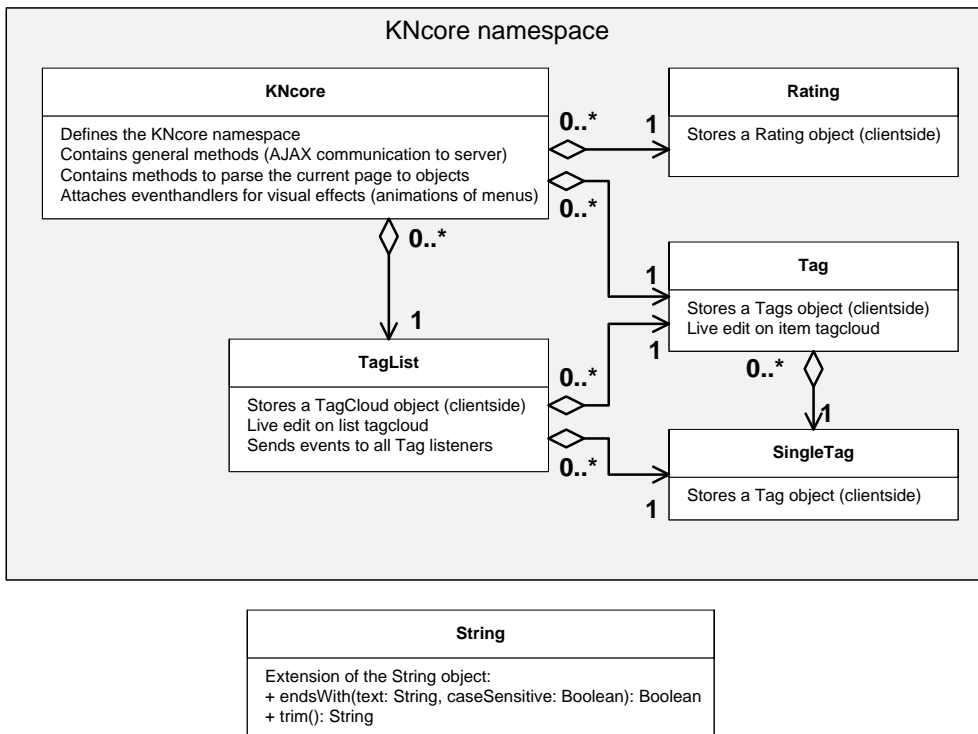 KNcore namespace
KNcore
Defines the KNcore namespace
Contains general methods (AJAX communication to server)
Contains methods to parse the current page to objects
Attaches eventhandlers for visual effects (animations of menus)
0..*
1
Rating
Stores a Rating object (clientside)
0..*
0..*
1
1
Tag
Stores a Tags object (clientside)
Live edit on item tagcloud
1
TagList
Stores a TagCloud object (clientside)
Live edit on list tagcloud
Sends events to all Tag listeners
0..*
0..*
1
0..*
1
SingleTag
Stores a Tag object (clientside)
String
Extension of the String object:
+ endsWith(text: String, caseSensitive: Boolean): Boolean
+ trim(): String